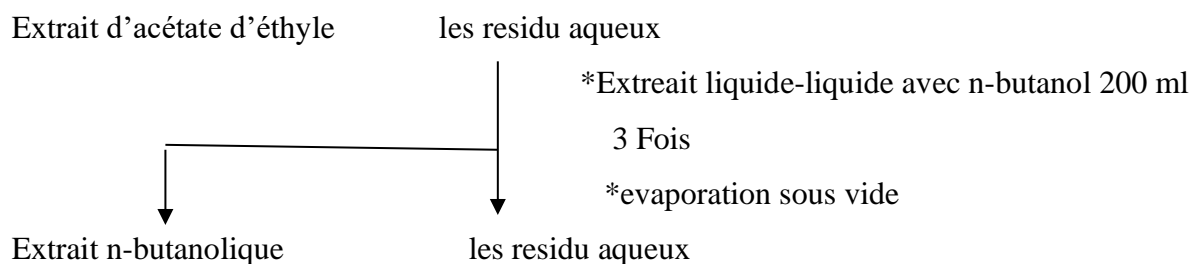 Extrait d’acétate d’éthyle les residu aqueux
*Extreait liquide-liquide avec n-butanol 200 ml
3 Fois
*evaporation sous vide
Extrait n-butanolique les residu aqueux